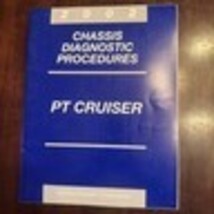 2002
CHASSIS
DIAGNOSTIC
PROCEDURES
PT CRUISER